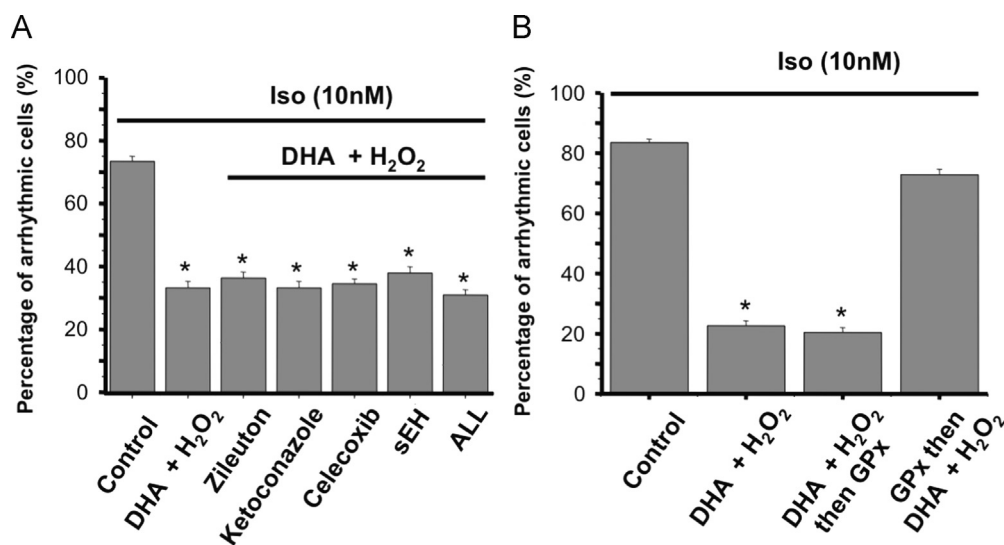 A
Percentage of arrhythmic cells (%)
100
80
60
40
20
0
Iso (10nM)
DHA + H₂O₂
*
*
*
*
*
*
Control
DHA + H₂O₂
Zileuton
Ketoconazole
Celecoxib
sEH
ALL
B
Percentage of arrhythmic cells (%)
100
80
60
40
20
0
Iso (10nM)
*
*
Control
DHA + H₂O₂
DHA + H₂O₂
then GPx
GPx then
DHA + H₂O₂